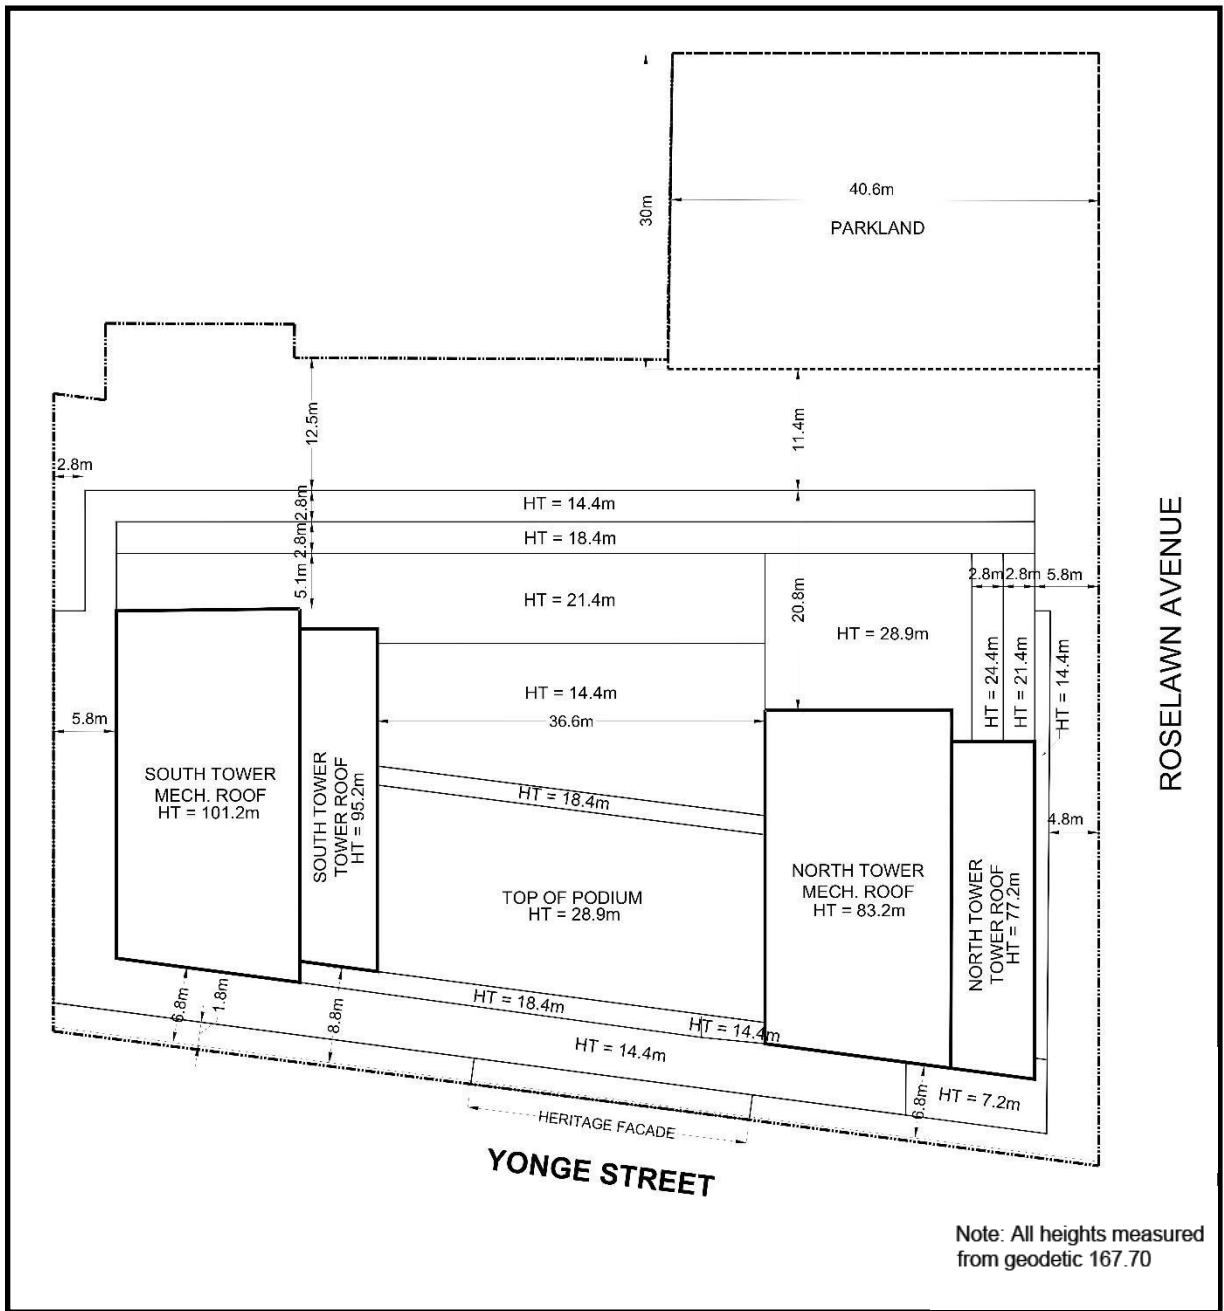 40.6m
30m
PARKLAND
12.5m
11.4m
2.8m
2.8m
HT = 14.4m
2.8m
HT = 18.4m
5.1m
HT = 21.4m
20.8m
2.8m
2.8m
5.8m
HT = 28.9m
HT = 24.4m
HT = 21.4m
HT = 14.4m
ROSELAWN AVENUE
HT = 14.4m
36.6m
5.8m
SOUTH TOWER
MECH. ROOF
HT = 101.2m
SOUTH TOWER
TOWER ROOF
HT = 95.2m
HT = 18.4m
4.8m
TOP OF PODIUM
HT = 28.9m
NORTH TOWER
MECH. ROOF
HT = 83.2m
NORTH TOWER
TOWER ROOF
HT = 77.2m
6.8m
1.8m
8.8m
HT = 18.4m
HT = 14.4m
HT = 14.4m
6.8m
HT = 7.2m
HERITAGE FACADE
YONGE STREET
Note: All heights measured
from geodetic 167.70